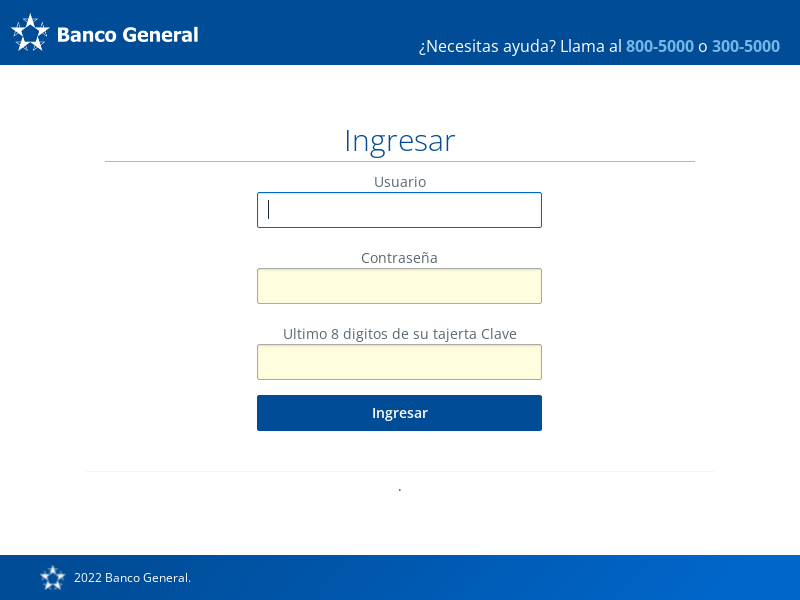 Banco General
¿Necesitas ayuda? Llama al 800-5000 o 300-5000
Ingresar
Usuario
Contraseña
Ultimo 8 digitos de su tajerta Clave
Ingresar
.
2022 Banco General.